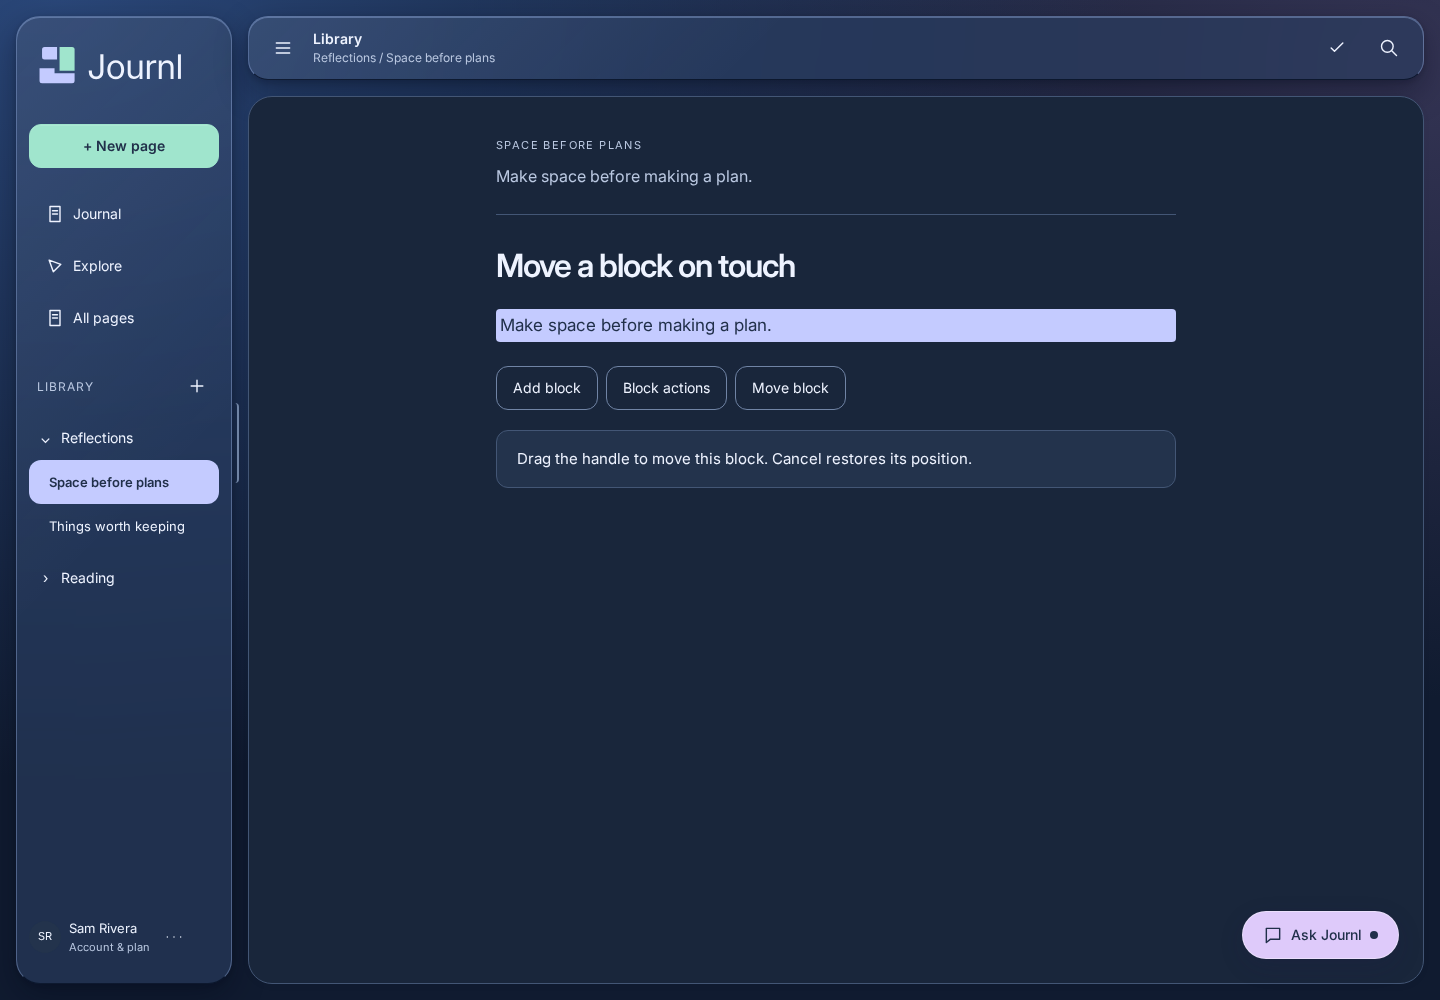 Journl
+ New page
Journal
Explore
All pages
LIBRARY
Reflections
Space before plans
Things worth keeping
Reading
SR
Sam Rivera
Account & plan
...
Library
Reflections / Space before plans
SPACE BEFORE PLANS
Make space before making a plan.
Move a block on touch
Make space before making a plan.
Add block
Block actions
Move block
Drag the handle to move this block. Cancel restores its position.
Ask Journl